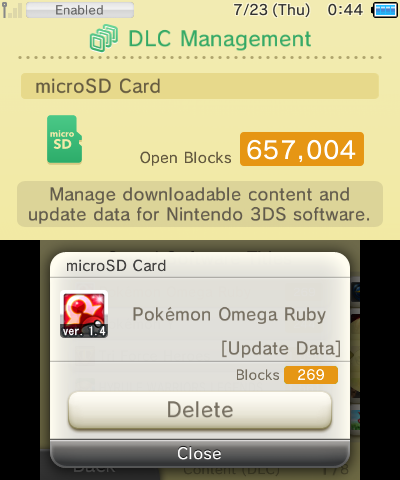 Enabled 7/23 (Thu) 0:44
DLC Management
microSD Card
micro
SD
Open Blocks 657,004
Manage downloadable content and
update data for Nintendo 3DS software.
microSD Card
Pokémon Omega Ruby
ver. 1.4
[Update Data]
Blocks 269
Delete
Close
Back
Content (DLC)